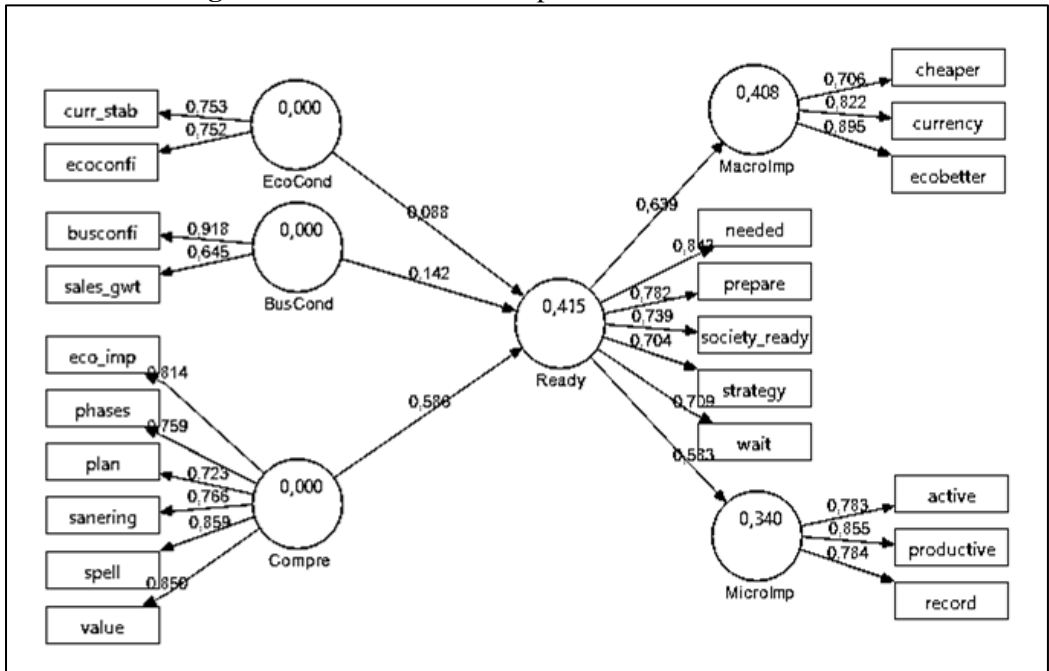 curr_stab
ecoconfi
0,753
0,752
0,000
EcoCond
busconfi
sales_gwt
0,918
0,645
0,000
BusCond
eco_imp
phases
plan
sanering
spell
value
0,814
0,759
0,723
0,766
0,859
0,850
0,000
Compre
0,088
0,142
0,586
0,415
Ready
0,639
0,843
0,782
0,739
0,704
0,709
0,583
needed
prepare
society_ready
strategy
wait
0,408
MacroImp
0,706
0,822
0,895
cheaper
currency
ecobetter
0,340
MicroImp
0,783
0,855
0,784
active
productive
record